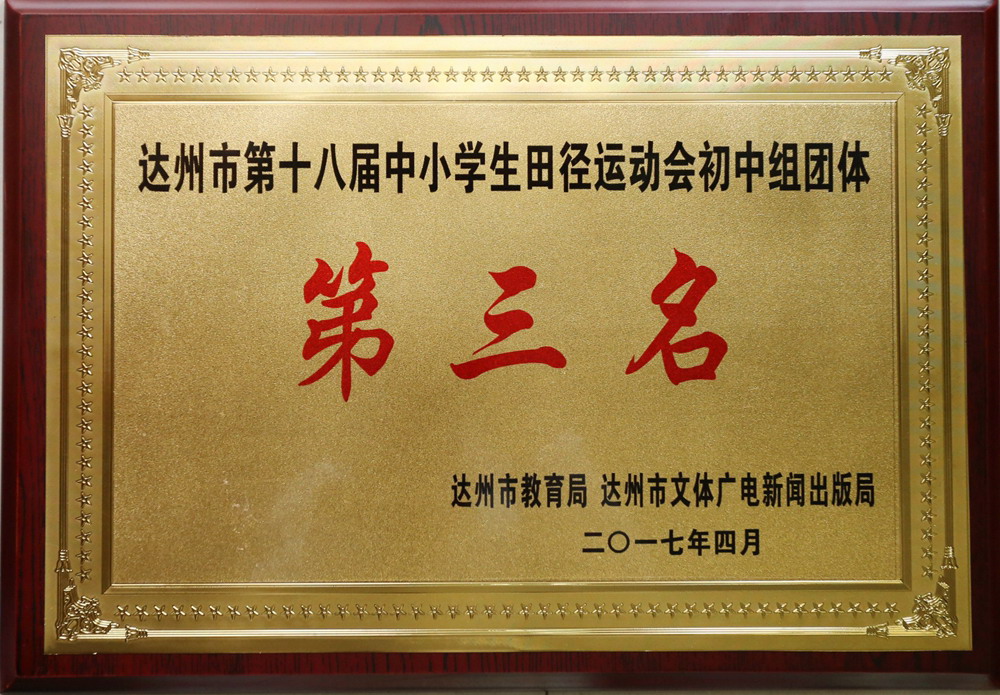 达州市第十八届中小学生田径运动会初中组团体
第三名
达州市教育局 达州市文体广电新闻出版局
二〇一七年四月